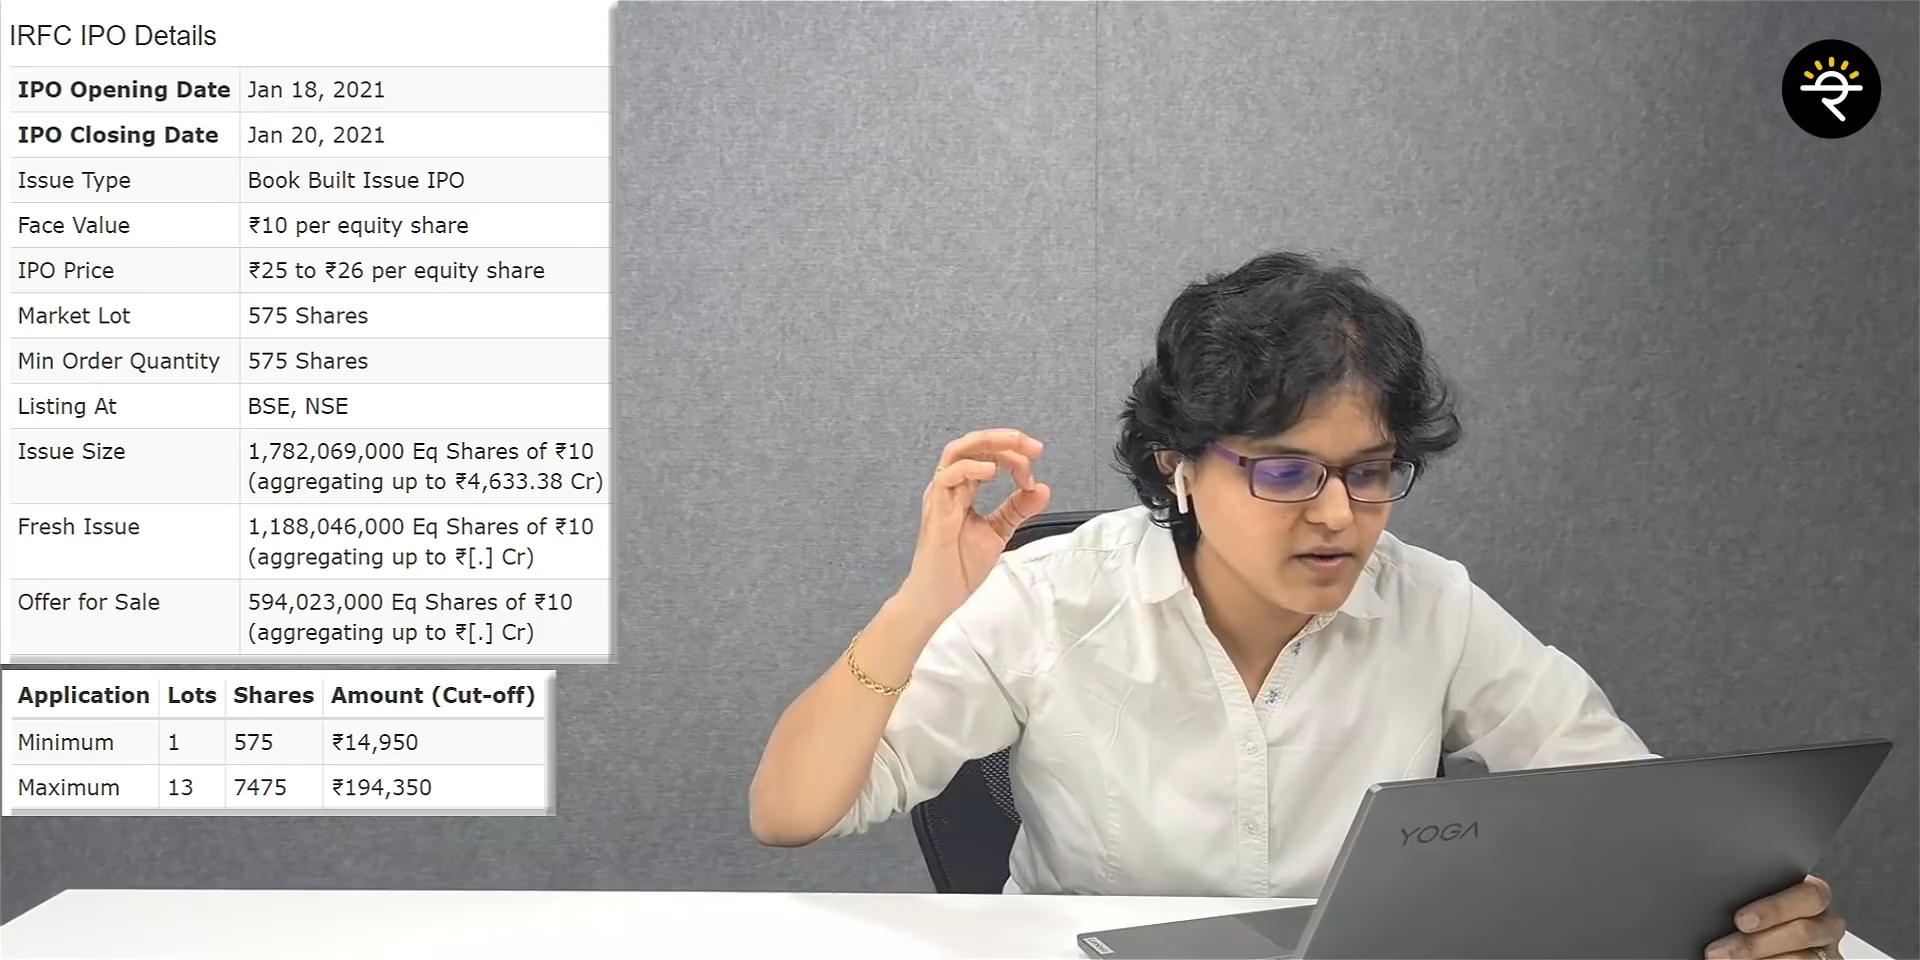 IRFC IPO Details
IPO Opening Date Jan 18, 2021
IPO Closing Date Jan 20, 2021
Issue Type Book Built Issue IPO
Face Value ₹10 per equity share
IPO Price ₹25 to ₹26 per equity share
Market Lot 575 Shares
Min Order Quantity 575 Shares
Listing At BSE, NSE
Issue Size 1,782,069,000 Eq Shares of ₹10
(aggregating up to ₹4,633.38 Cr)
Fresh Issue 1,188,046,000 Eq Shares of ₹10
(aggregating up to ₹[.] Cr)
Offer for Sale 594,023,000 Eq Shares of ₹10
(aggregating up to ₹[.] Cr)
Application Lots Shares Amount (Cut-off)
Minimum 1 575 ₹14,950
Maximum 13 7475 ₹194,350
YOGA
Lenovo